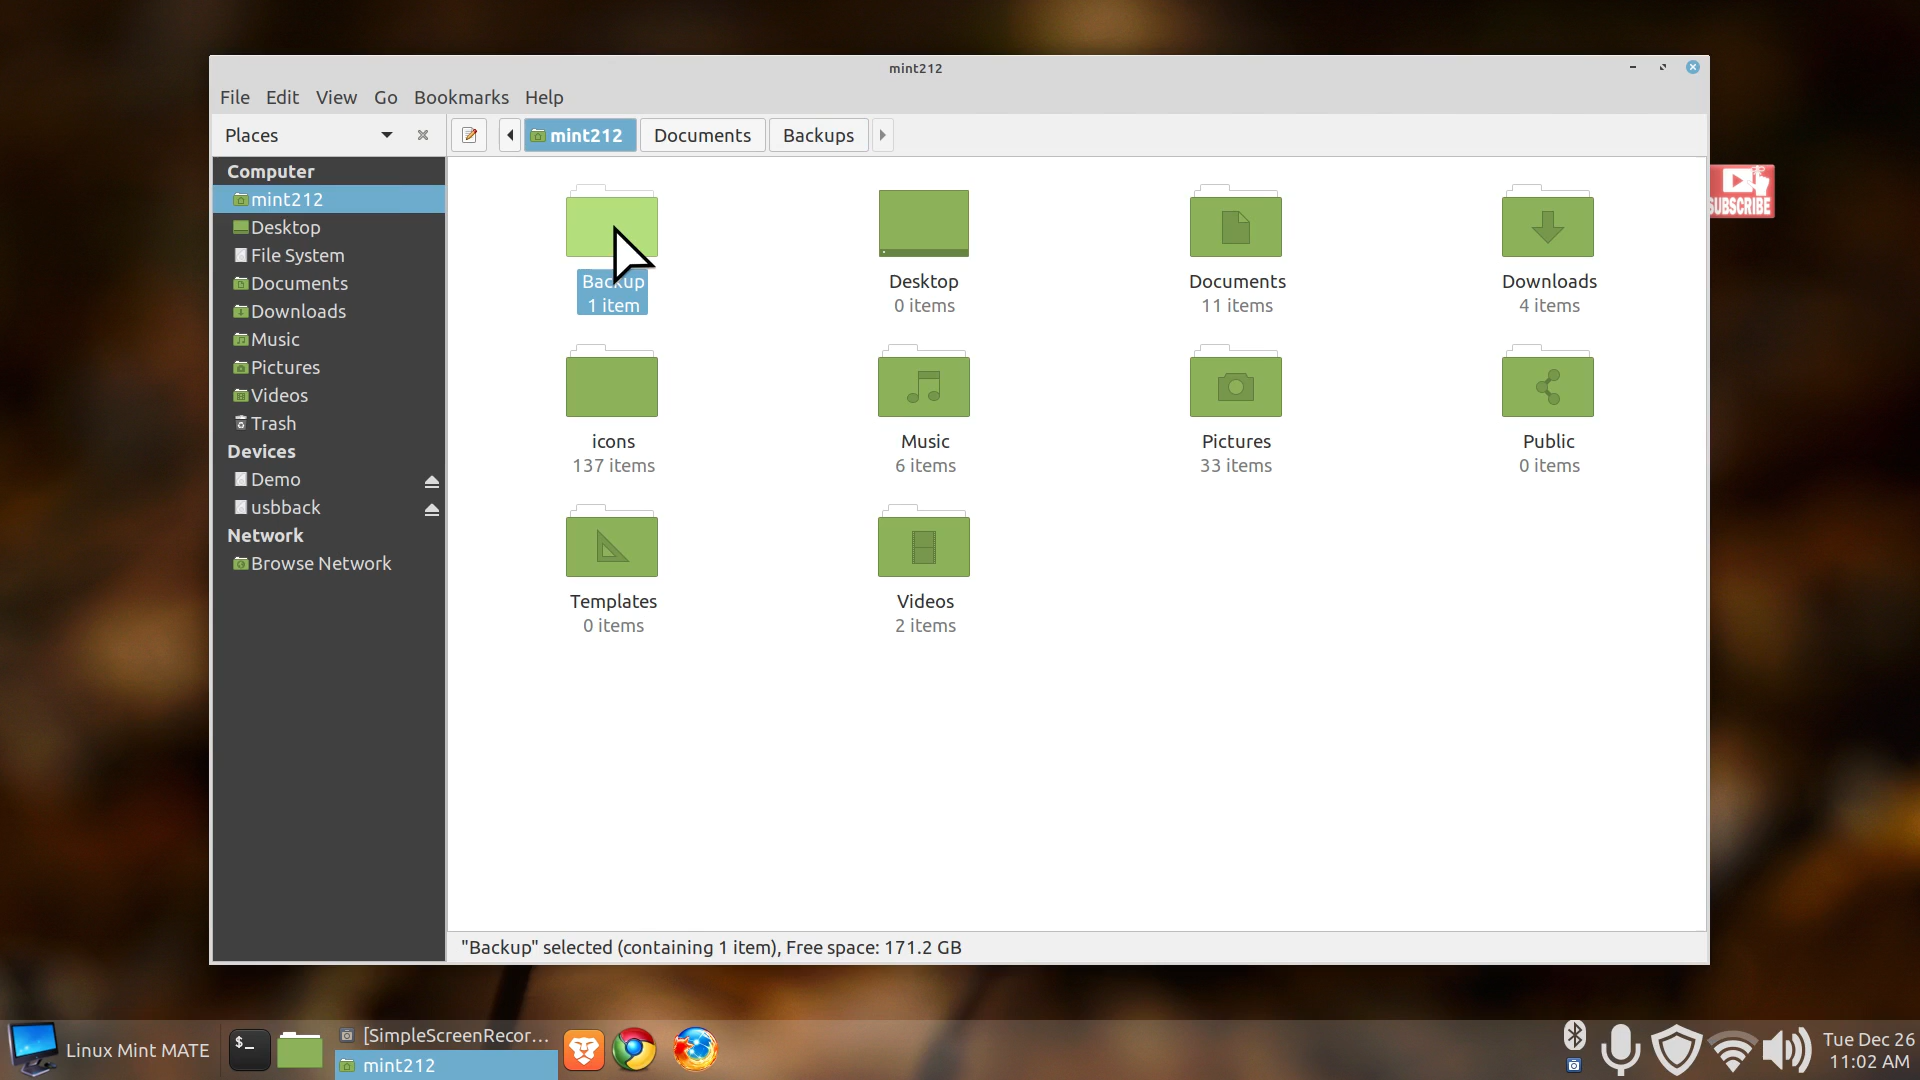 mint212
File Edit View Go Bookmarks Help
Places
mint212 Documents Backups
Computer
mint212
Desktop
File System
Documents
Downloads
Music
Pictures
Videos
Trash
Devices
Demo
usbback
Network
Browse Network
Backup
1 item
Desktop
0 items
Documents
11 items
Downloads
4 items
icons
137 items
Music
6 items
Pictures
33 items
Public
0 items
Templates
0 items
Videos
2 items
SUBSCRIBE
"Backup" selected (containing 1 item), Free space: 171.2 GB
Linux Mint MATE
$_
[SimpleScreenRecor...
mint212
Tue Dec 26
11:02 AM